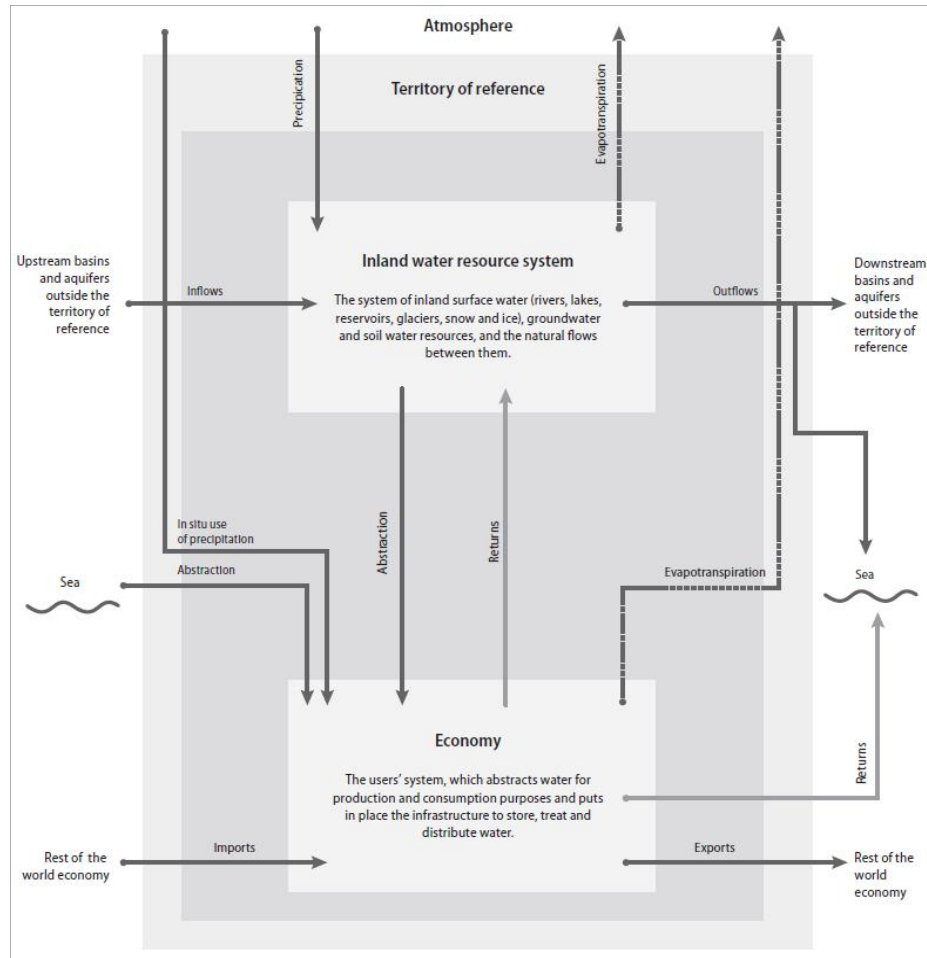 Atmosphere
Precipication
Evapotranspiration
Territory of reference
Upstream basins
and aquifers
outside the
territory of
reference
Inflows
Inland water resource system
The system of inland surface water (rivers, lakes,
reservoirs, glaciers, snow and ice), groundwater
and soil water resources, and the natural flows
between them.
Outflows
Downstream
basins and
aquifers
outside the
territory of
reference
In situ use
of precipitation
Abstraction
Sea
Abstraction
Returns
Evapotranspiration
Sea
Economy
The users' system, which abstracts water for
production and consumption purposes and puts
in place the infrastructure to store, treat and
distribute water.
Returns
Rest of the
world economy
Imports
Exports
Rest of the
world
economy